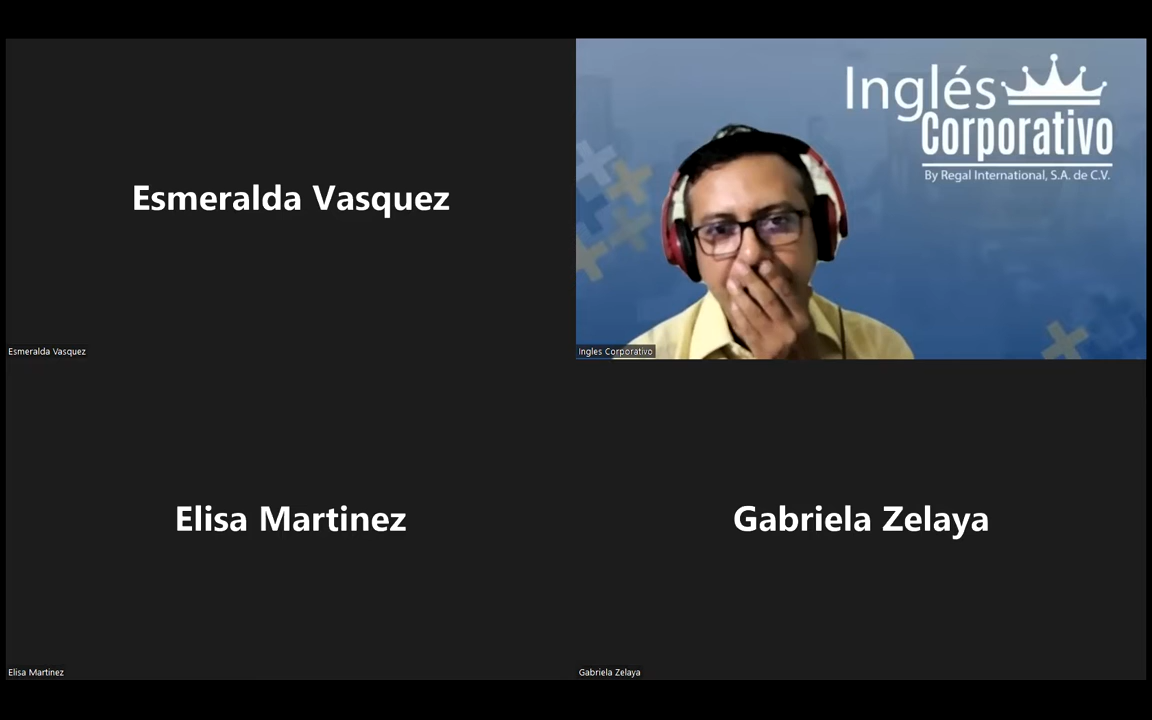 Esmeralda Vasquez
Esmeralda Vasquez
Inglés
Corporativo
By Regal International, S.A. de C.V.
Ingles Corporativo
Elisa Martinez
Elisa Martinez
Gabriela Zelaya
Gabriela Zelaya